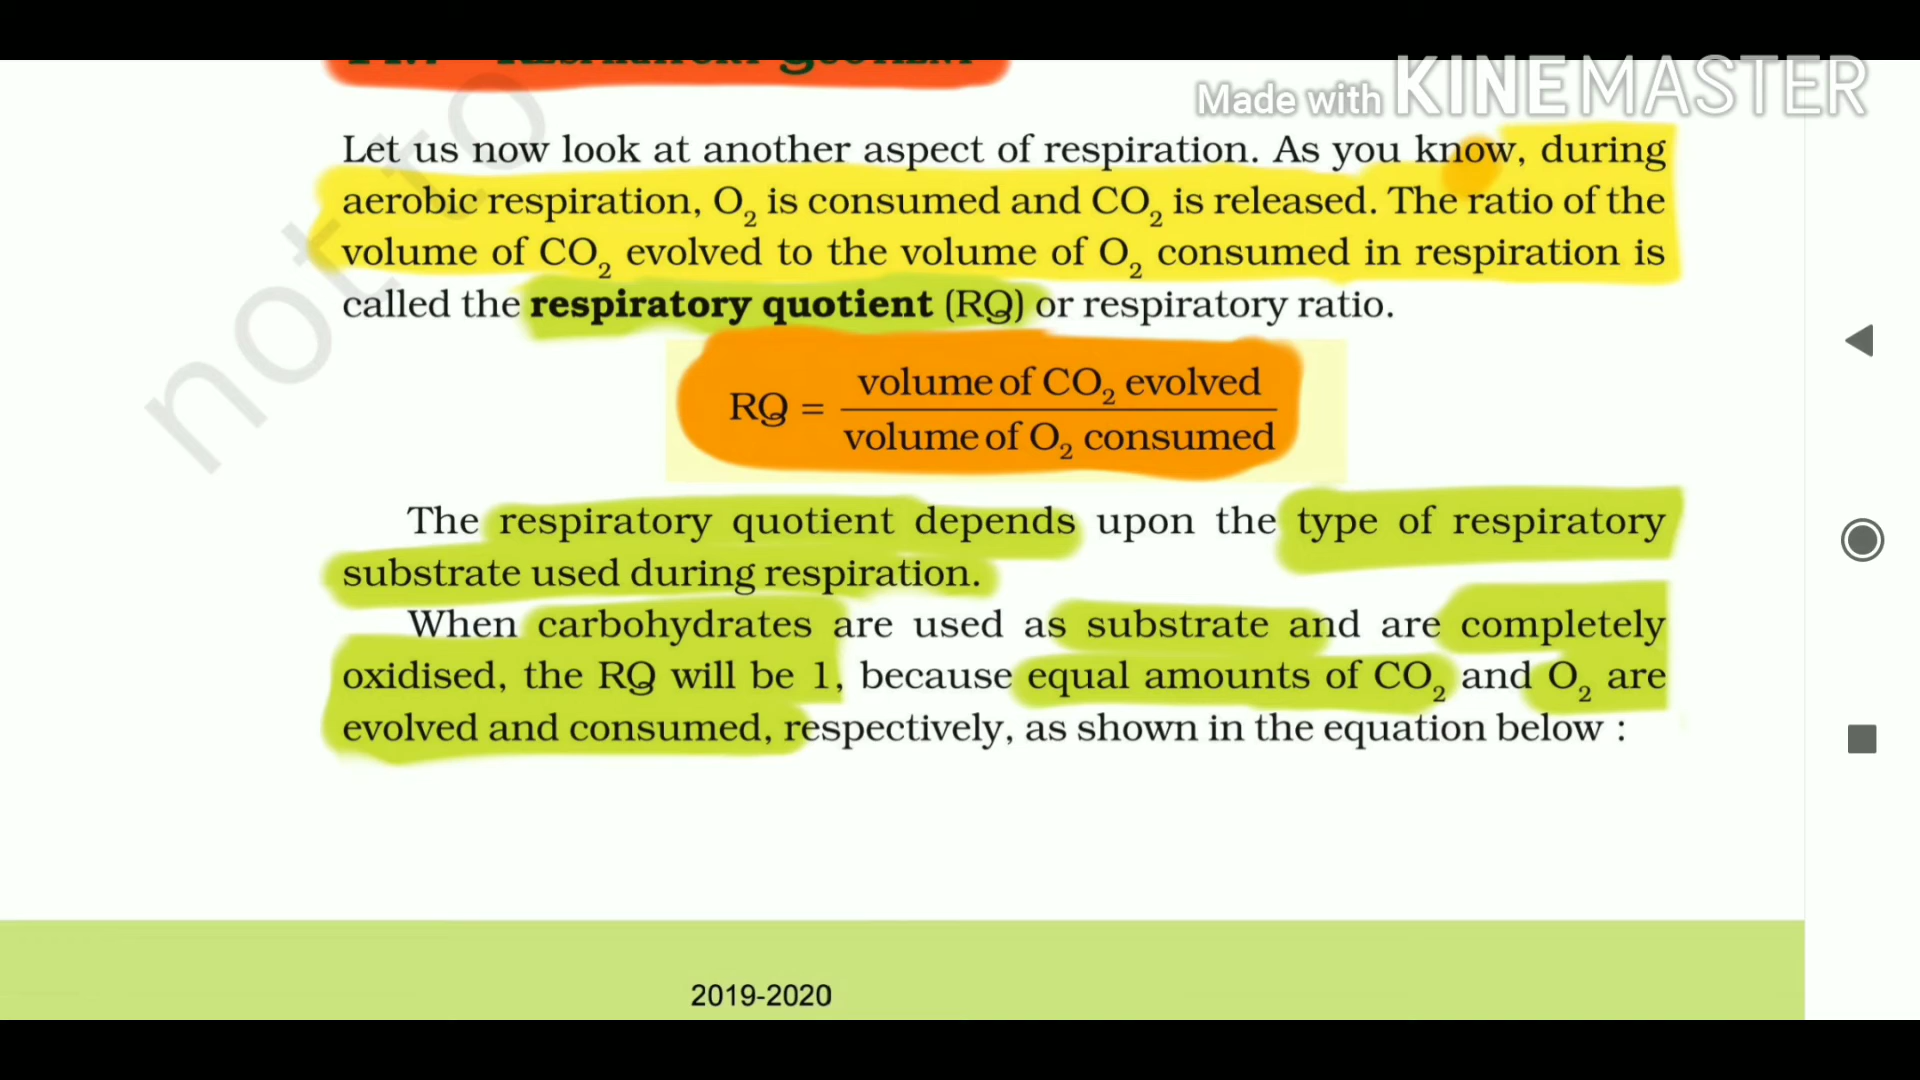 Made with KINEMASTER
Let us now look at another aspect of respiration. As you know, during
aerobic respiration, O₂ is consumed and CO₂ is released. The ratio of the
volume of CO₂ evolved to the volume of O₂ consumed in respiration is
called the respiratory quotient (RQ) or respiratory ratio.
RQ = volume of CO₂ evolved
volume of O₂ consumed
The respiratory quotient depends upon the type of respiratory
substrate used during respiration.
When carbohydrates are used as substrate and are completely
oxidised, the RQ will be 1, because equal amounts of CO₂ and O₂ are
evolved and consumed, respectively, as shown in the equation below :
not to
2019-2020